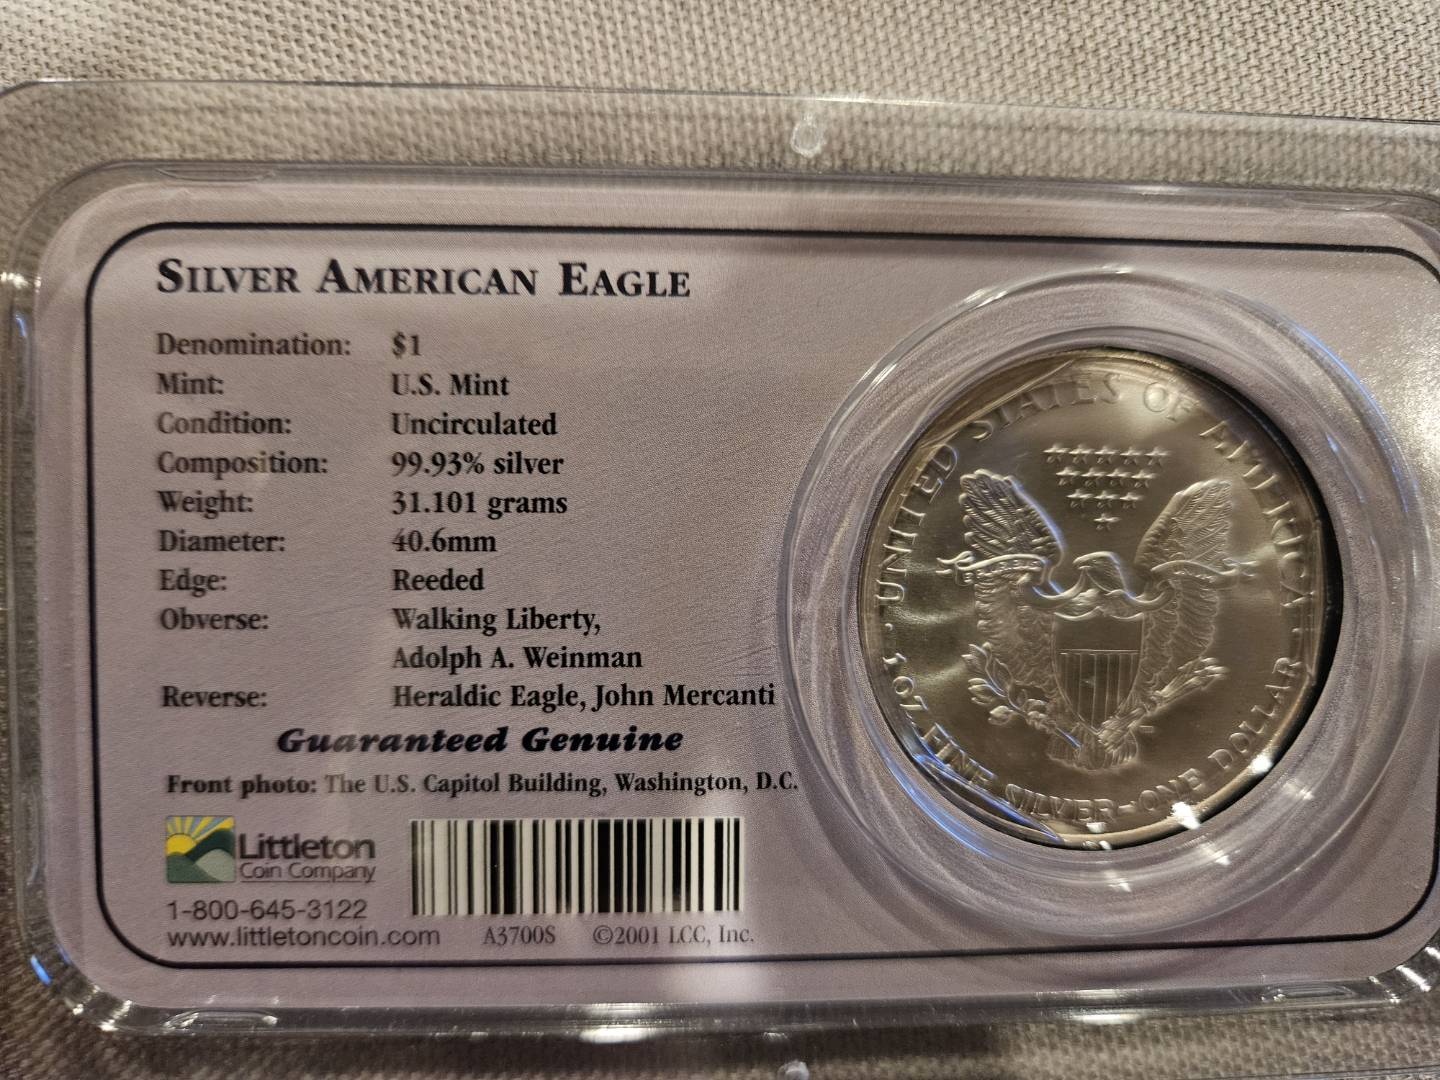 SILVER AMERICAN EAGLE
Denomination: $1
Mint: U.S. Mint
Condition: Uncirculated
Composition: 99.93% silver
Weight: 31.101 grams
Diameter: 40.6mm
Edge: Reeded
Obverse: Walking Liberty,
Adolph A. Weinman
Reverse: Heraldic Eagle, John Mercanti
Guaranteed Genuine
Front photo: The U.S. Capitol Building, Washington, D.C.
Littleton
Coin Company
1-800-645-3122
www.littletoncoin.com A3700S ©2001 LCC, Inc.
UNITED STATES OF AMERICA
1 OZ. FINE SILVER-ONE DOLLAR